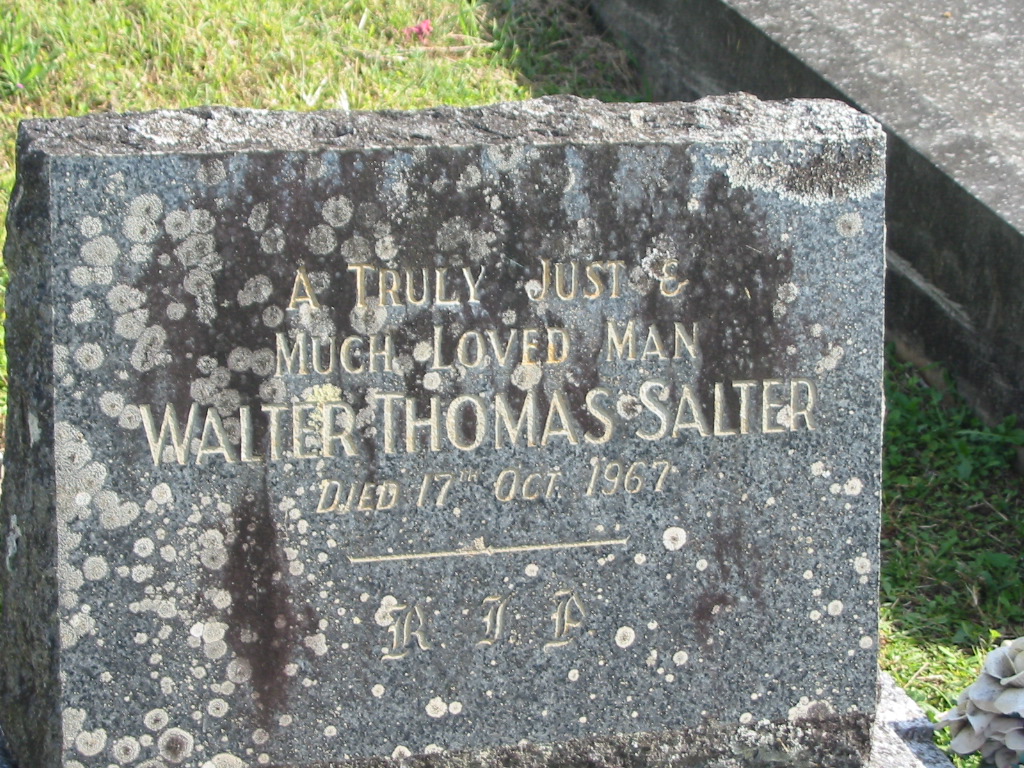 A TRULY JUST &
MUCH LOVED MAN
WALTER THOMAS SALTER
DIED 17TH OCT. 1967
R. I. P.